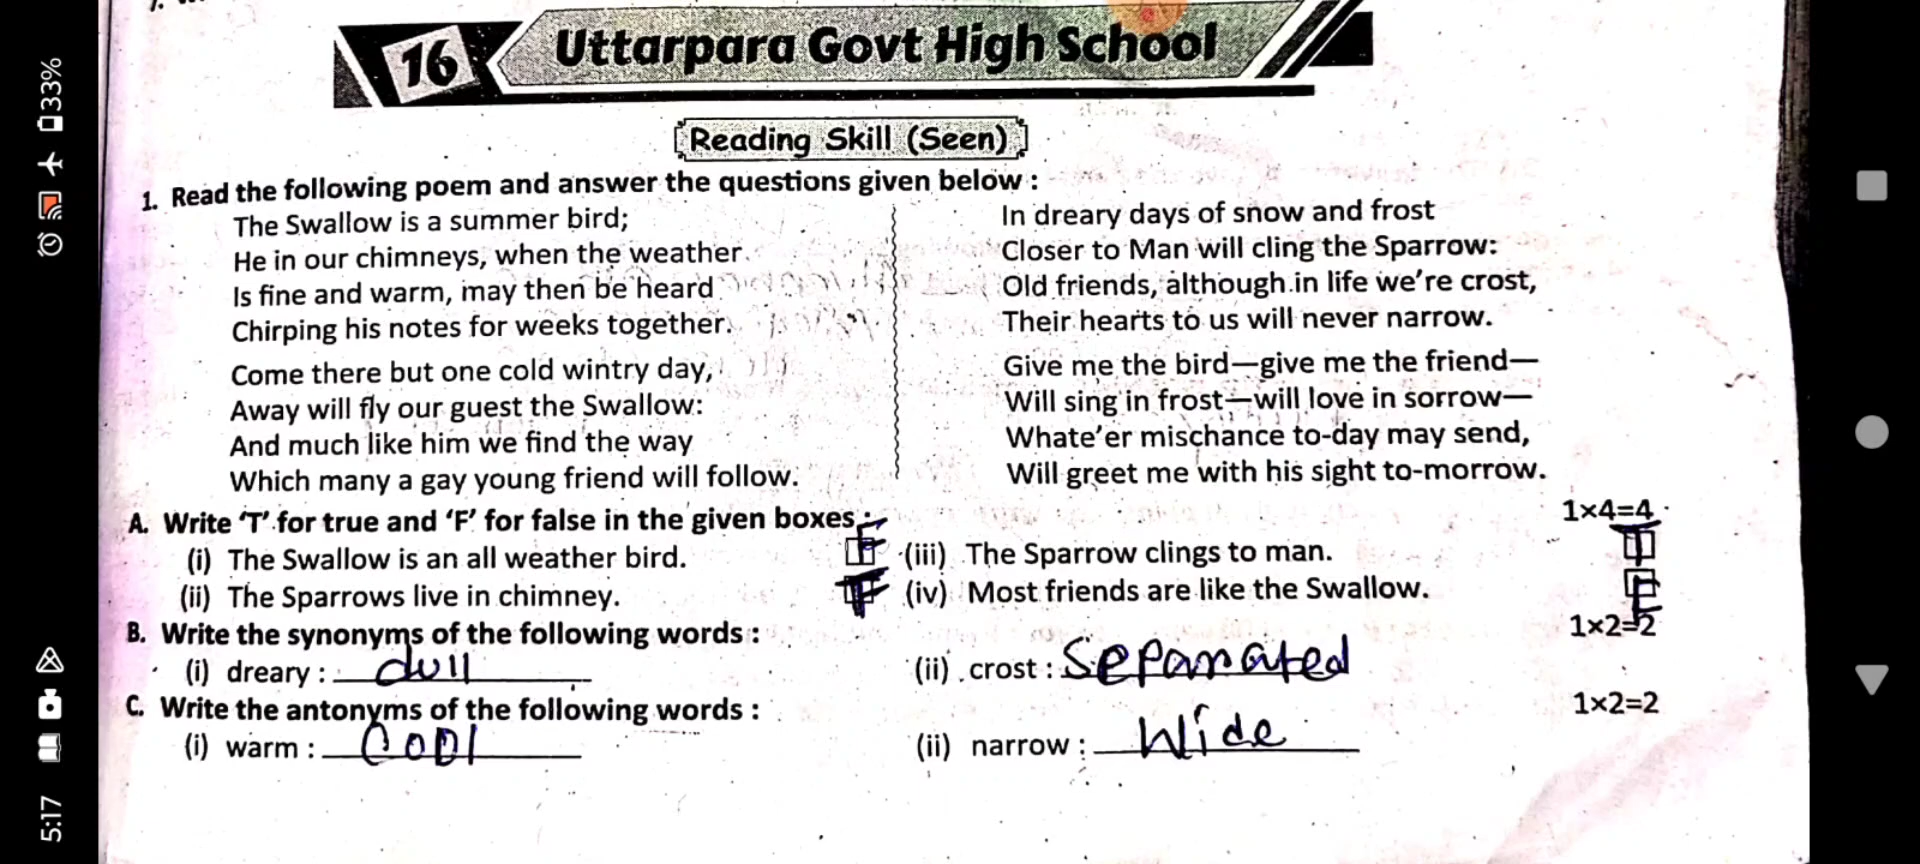 16 Uttarpara Govt High School
Reading Skill (Seen)
1. Read the following poem and answer the questions given below :
The Swallow is a summer bird;
He in our chimneys, when the weather
Is fine and warm, may then be heard
Chirping his notes for weeks together.
Come there but one cold wintry day,
Away will fly our guest the Swallow:
And much like him we find the way
Which many a gay young friend will follow.
In dreary days of snow and frost
Closer to Man will cling the Sparrow:
Old friends, although in life we're crost,
Their hearts to us will never narrow.
Give me the bird—give me the friend—
Will sing in frost—will love in sorrow—
Whate'er mischance to-day may send,
Will greet me with his sight to-morrow.
A. Write 'T' for true and 'F' for false in the given boxes : 1×4=4
(i) The Swallow is an all weather bird. F (iii) The Sparrow clings to man. T
(ii) The Sparrows live in chimney. F (iv) Most friends are like the Swallow. F
B. Write the synonyms of the following words : 1×2=2
(i) dreary : dull (ii) crost : Separated
C. Write the antonyms of the following words : 1×2=2
(i) warm : Cool (ii) narrow : Wide
33%
5:17